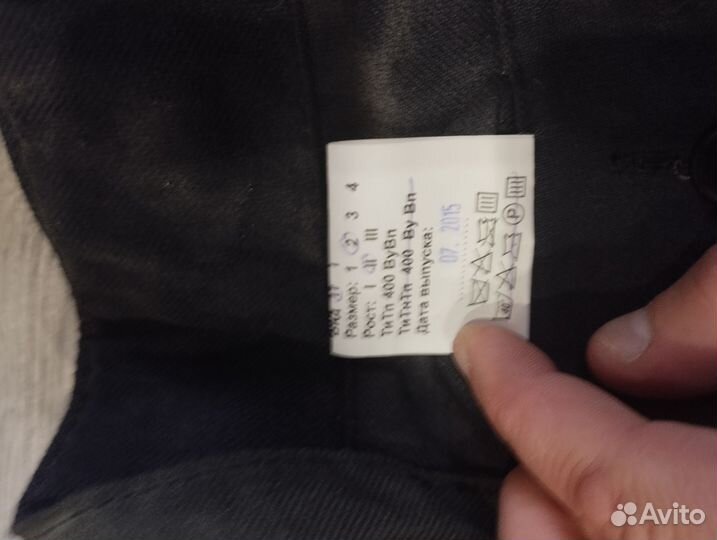 Размер: 1 2 3 4
Рост: I II III
ТиТп 400 ВуВп
ТиТнТп 400 Ву Вп
Дата выпуска:
07. 2015
P
Avito